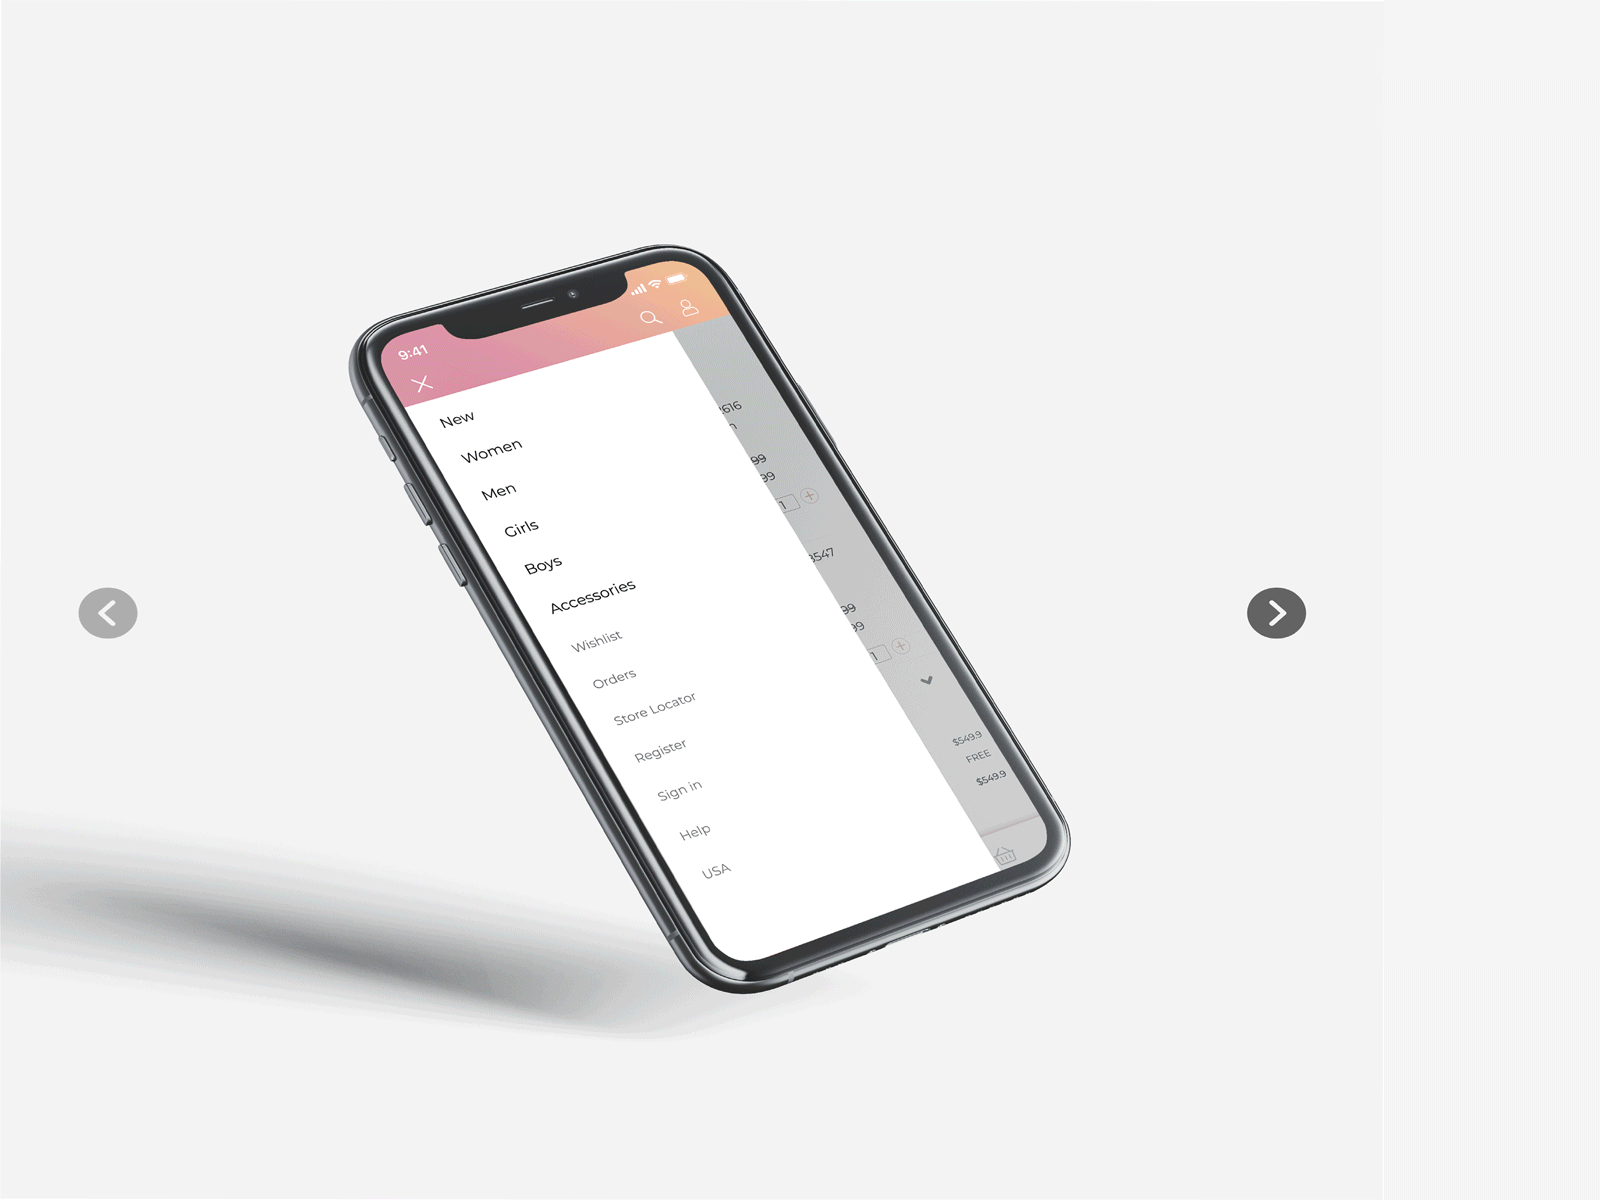 9:41
New
Women
Men
Girls
Boys
Accessories
Wishlist
Orders
Store Locator
Register
Sign in
Help
USA
616
99
99
1
547
99
99
1
$549.9
FREE
$549.9